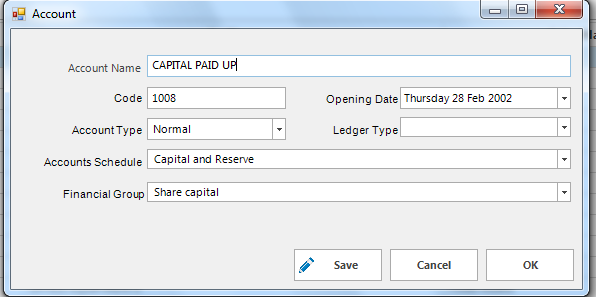 Account
Account Name CAPITAL PAID UP
Code 1008 Opening Date Thursday 28 Feb 2002
Account Type Normal Ledger Type
Accounts Schedule Capital and Reserve
Financial Group Share capital
Save Cancel OK